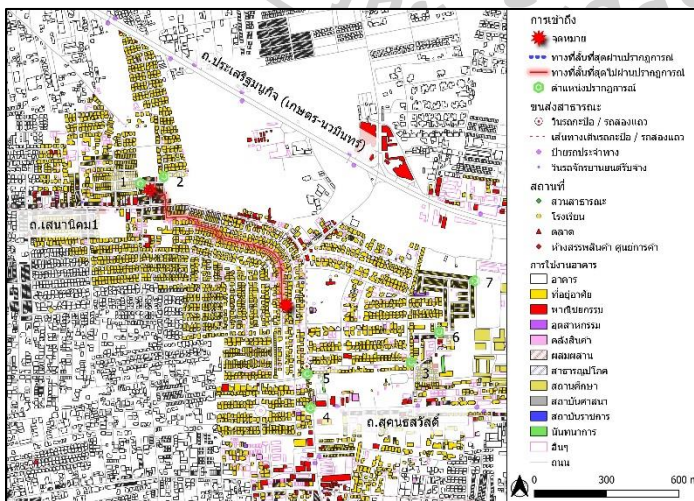 ถ.ประเสริฐมนูกิจ (เกษตร-นวมินทร์)
1
2
ถ.เสนานิคม1
7
6
3
5
4
ถ.สุคนธสวัสดิ์
การเข้าถึง
จุดหมาย
ทางที่สั้นที่สุดผ่านปรากฏการณ์
ทางที่สั้นที่สุดไม่ผ่านปรากฏการณ์
ตำแหน่งปรากฏการณ์
ขนส่งสาธารณะ
วินรถกะป๊อ / รถสองแถว
เส้นทางเดินรถกะป๊อ / รถสองแถว
ป้ายรถประจำทาง
วินรถจักรยานยนต์รับจ้าง
สถานที่
สวนสาธารณะ
โรงเรียน
ตลาด
ห้างสรรพสินค้า ศูนย์การค้า
การใช้งานอาคาร
อาคาร
ที่อยู่อาศัย
พาณิชยกรรม
อุตสาหกรรม
คลังสินค้า
ผสมผสาน
สาธารณูปโภค
สถานศึกษา
สถาบันศาสนา
สถาบันราชการ
นันทนาการ
อื่นๆ
ถนน
0 300 600 m